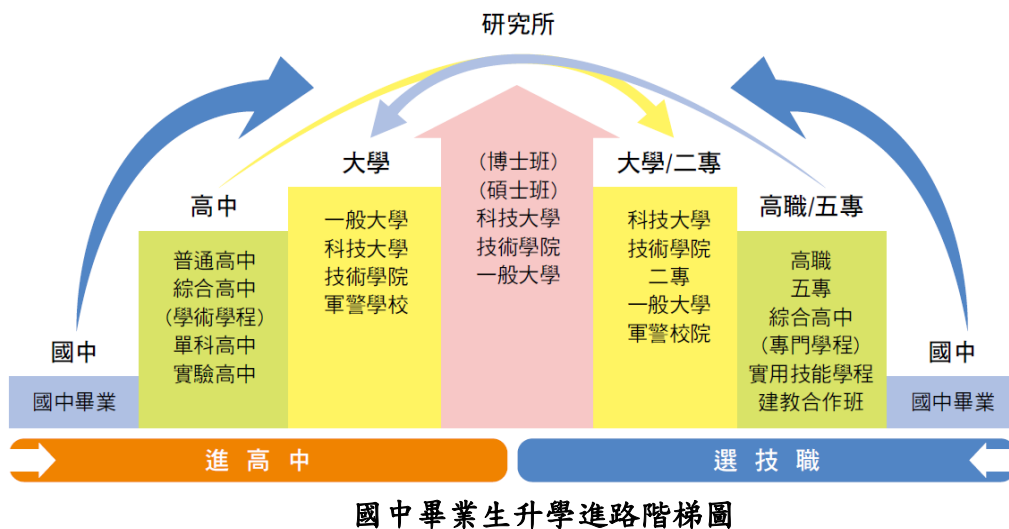 研究所
大學
大學/二專
高中
高職/五專
國中
國中
(博士班)
(碩士班)
科技大學
技術學院
一般大學
一般大學
科技大學
技術學院
軍警學校
科技大學
技術學院
二專
一般大學
軍警校院
普通高中
綜合高中
(學術學程)
單科高中
實驗高中
高職
五專
綜合高中
(專門學程)
實用技能學程
建教合作班
國中畢業
國中畢業
進高中
選技職
國中畢業生升學進路階梯圖